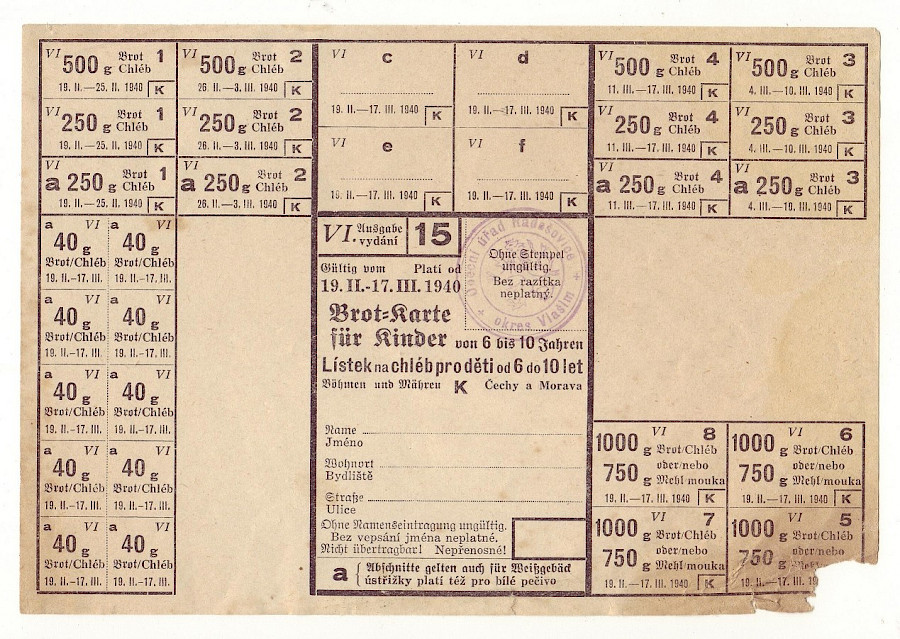 VI 500 g Brot Chléb 1
19. II.—25. II. 1940 K
VI 500 g Brot Chléb 2
26. II.—3. III. 1940 K
VI 250 g Brot Chléb 1
19. II.—25. II. 1940 K
VI 250 g Brot Chléb 2
26. II.—3. III. 1940 K
VI a 250 g Brot Chléb 1
19. II.—25. II. 1940 K
VI a 250 g Brot Chléb 2
26. II.—3. III. 1940 K
VI c
19. II.—17. III. 1940 K
VI d
19. II.—17. III. 1940 K
VI e
19. II.—17. III. 1940 K
VI f
19. II.—17. III. 1940 K
VI 500 g Brot Chléb 4
11. III.—17. III. 1940 K
VI 500 g Brot Chléb 3
4. III.—10. III. 1940 K
VI 250 g Brot Chléb 4
11. III.—17. III. 1940 K
VI 250 g Brot Chléb 3
4. III.—10. III. 1940 K
VI a 250 g Brot Chléb 4
11. III.—17. III. 1940 K
VI a 250 g Brot Chléb 3
4. III.—10. III. 1940 K
a VI a VI
40 g 40 g
Brot/Chléb Brot/Chléb
19. II.-17. III. 19. II.-17. III.
a VI a VI
40 g 40 g
Brot/Chléb Brot/Chléb
19. II.-17. III. 19. II.-17. III.
a VI a VI
40 g 40 g
Brot/Chléb Brot/Chléb
19. II.-17. III. 19. II.-17. III.
a VI a VI
40 g 40 g
Brot/Chléb Brot/Chléb
19. II.-17. III. 19. II.-17. III.
a VI a VI
40 g 40 g
Brot/Chléb Brot/Chléb
19. II.-17. III. 19. II.-17. III.
VI. Ausgabe vydání 15
Gültig vom Platí od
19. II.-17. III. 1940
Ohne Stempel
ungültig.
Bez razítka
neplatný.
úřad
okres Vlašim
Brot-Karte
für Kinder von 6 bis 10 Jahren
Lístek na chléb pro děti od 6 do 10 let
Böhmen und Mähren K Čechy a Morava
Name
Jméno
Wohnort
Bydliště
Straße
Ulice
Ohne Namenseintragung ungültig.
Bez vepsání jména neplatné.
Nicht übertragbar! Nepřenosné!
a { Abschnitte gelten auch für Weißgebäck
ústřižky platí též pro bílé pečivo
VI 8
1000 g Brot/Chléb
oder/nebo
750 g Mehl/mouka
19. II.—17. III. 1940 K
VI 6
1000 g Brot/Chléb
oder/nebo
750 g Mehl/mouka
19. II.—17. III. 1940 K
VI 7
1000 g Brot/Chléb
oder/nebo
750 g Mehl/mouka
19. II.—17. III. 1940 K
VI 5
1000 g Brot/Chléb
oder/nebo
750 g
19. II.—17. III.